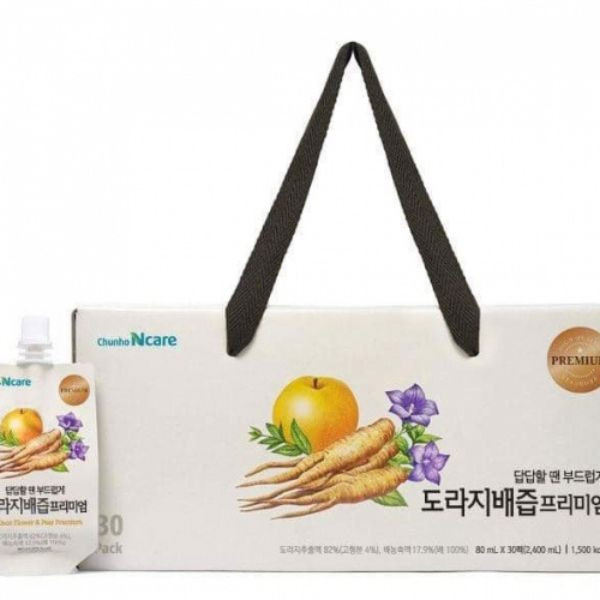 Chunho Ncare
PREMIUM
답답할 땐 부드럽게
도라지배즙프리미엄
30
Pack
도라지추출액 82%(고형분 4%), 배농축액 17.9%(배 100%)
80 mL X 30팩(2,400 mL) 1,500 kc
Ncare
PREMIUM
답답할 땐 부드럽게
도라지배즙프리미엄
Flower & Pear Premium